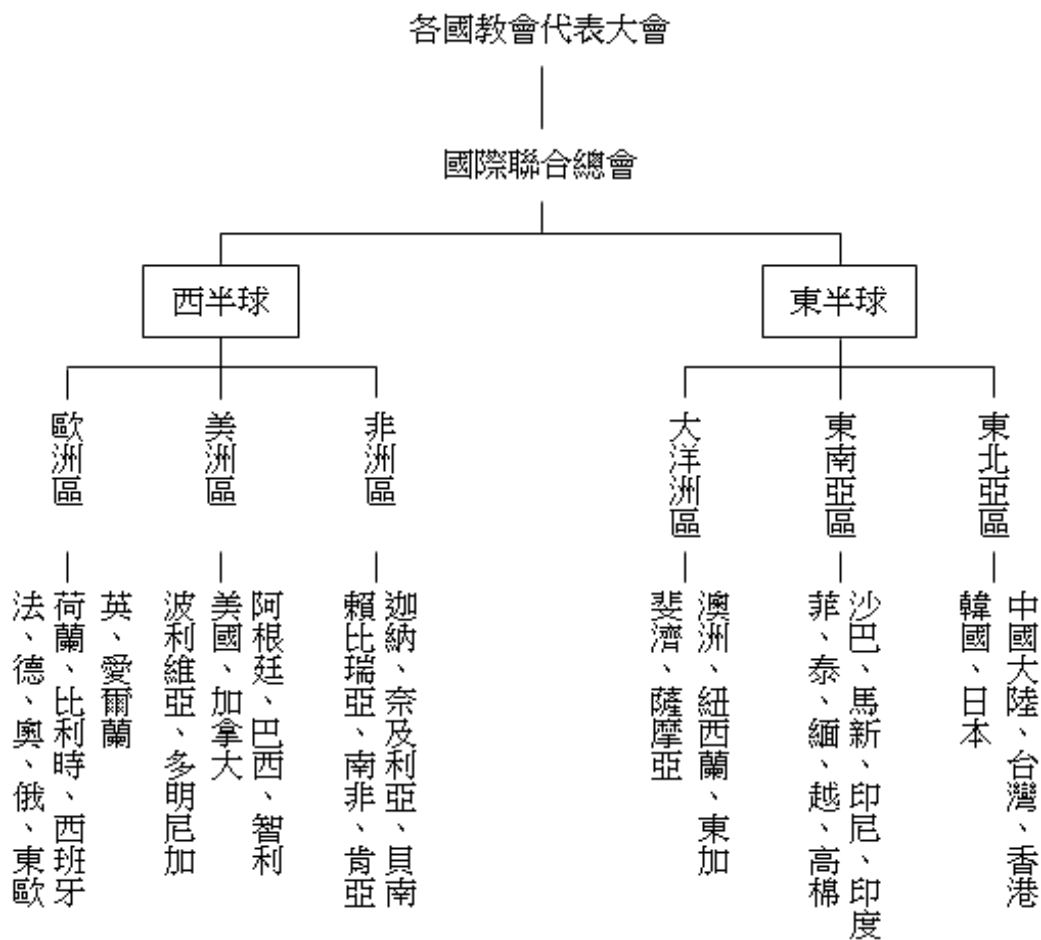 各國教會代表大會
國際聯合總會
西半球
東半球
歐洲區
美洲區
非洲區
大洋洲區
東南亞區
東北亞區
英、愛爾蘭
荷蘭、比利時、西班牙
法、德、奧、俄、東歐
阿根廷、巴西、智利
美國、加拿大
波利維亞、多明尼加
迦納、奈及利亞、貝南
賴比瑞亞、南非、肯亞
澳洲、紐西蘭、東加
斐濟、薩摩亞
沙巴、馬新、印尼、印度
菲、泰、緬、越、高棉
中國大陸、台灣、香港
韓國、日本